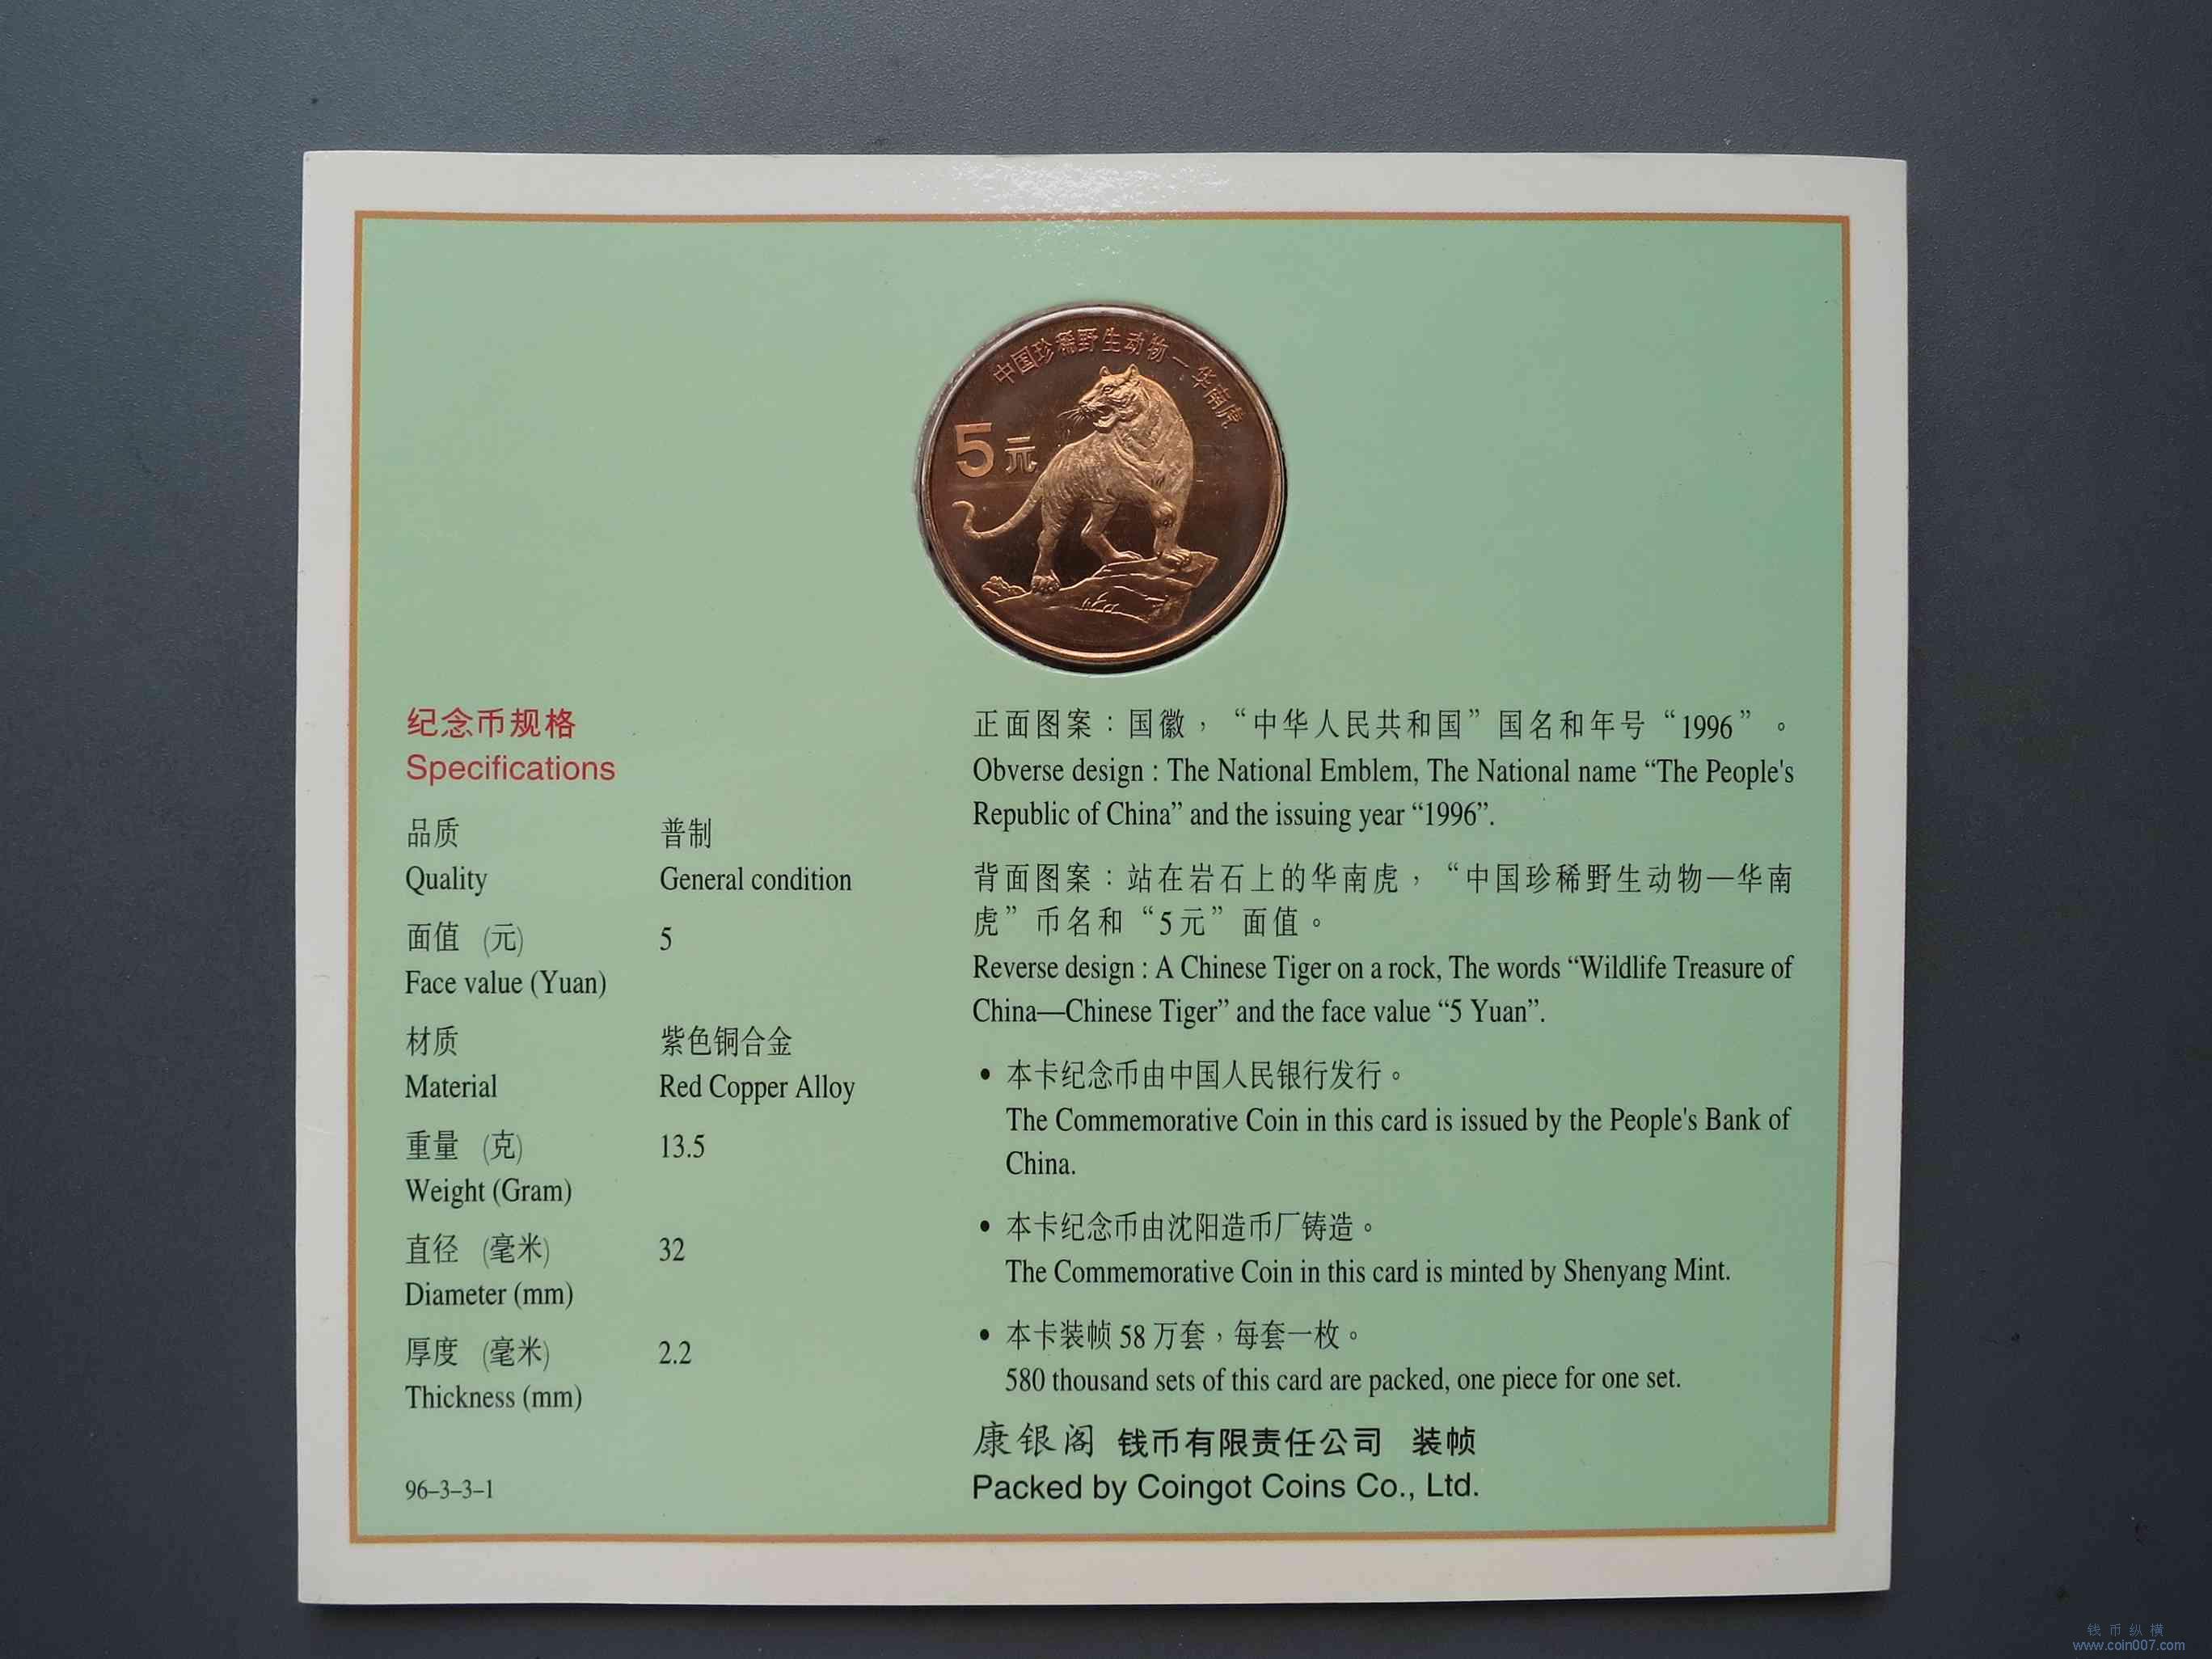 中国珍稀野生动物—华南虎
5元
纪念币规格
Specifications
品质 普制
Quality General condition
面值 (元) 5
Face value (Yuan)
材质 紫色铜合金
Material Red Copper Alloy
重量 (克) 13.5
Weight (Gram)
直径 (毫米) 32
Diameter (mm)
厚度 (毫米) 2.2
Thickness (mm)
96–3–3–1
正面图案：国徽，“中华人民共和国”国名和年号“1996”。
Obverse design : The National Emblem, The National name “The People's
Republic of China” and the issuing year “1996”.
背面图案：站在岩石上的华南虎，“中国珍稀野生动物—华南
虎”币名和“5元”面值。
Reverse design : A Chinese Tiger on a rock, The words “Wildlife Treasure of
China—Chinese Tiger” and the face value “5 Yuan”.
• 本卡纪念币由中国人民银行发行。
The Commemorative Coin in this card is issued by the People's Bank of
China.
• 本卡纪念币由沈阳造币厂铸造。
The Commemorative Coin in this card is minted by Shenyang Mint.
• 本卡装帧 58 万套，每套一枚。
580 thousand sets of this card are packed, one piece for one set.
康银阁 钱币有限责任公司 装帧
Packed by Coingot Coins Co., Ltd.
钱币纵横
www.coin007.com